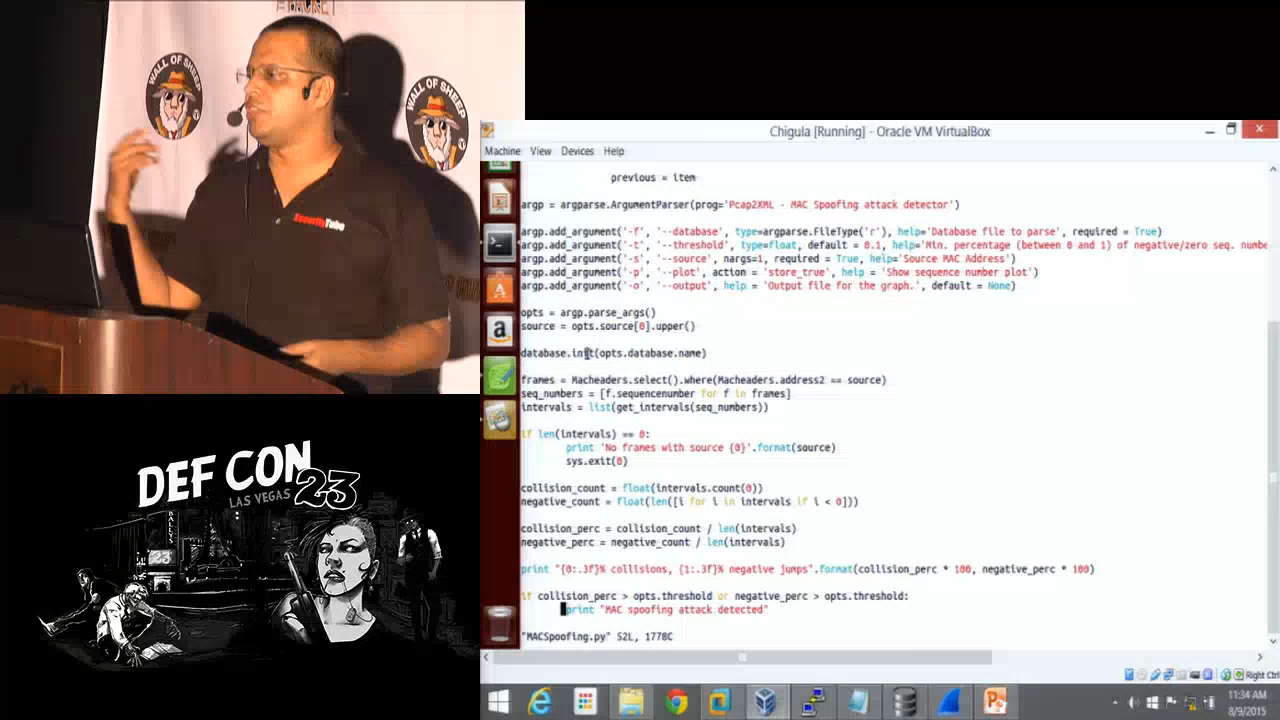 HACKET
WALL OF SHEEP
WALL OF SHEEP
SecurityTube
DEF CON
LAS VEGAS 23
BALLY'S
Chigula [Running] - Oracle VM VirtualBox
Machine View Devices Help
previous = item
argp = argparse.ArgumentParser(prog='Pcap2XML - MAC Spoofing attack detector')
argp.add_argument('-f', '--database', type=argparse.FileType('r'), help='Database file to parse', required = True)
argp.add_argument('-t', '--threshold', type=float, default = 0.1, help='Min. percentage (between 0 and 1) of negative/zero seq. numbe
argp.add_argument('-s', '--source', nargs=1, required = True, help='Source MAC Address')
argp.add_argument('-p', '--plot', action = 'store_true', help = 'Show sequence number plot')
argp.add_argument('-o', '--output', help = 'Output file for the graph.', default = None)
opts = argp.parse_args()
source = opts.source[0].upper()
database.init(opts.database.name)
frames = Macheaders.select().where(Macheaders.address2 == source)
seq_numbers = [f.sequencenumber for f in frames]
intervals = list(get_intervals(seq_numbers))
if len(intervals) == 0:
print 'No frames with source {0}'.format(source)
sys.exit(0)
collision_count = float(intervals.count(0))
negative_count = float(len([i for i in intervals if i < 0]))
collision_perc = collision_count / len(intervals)
negative_perc = negative_count / len(intervals)
print "{0:.3f}% collisions, {1:.3f}% negative jumps".format(collision_perc * 100, negative_perc * 100)
if collision_perc > opts.threshold or negative_perc > opts.threshold:
print "MAC spoofing attack detected"
"MACSpoofing.py" 52L, 1778C
Right Ctrl
11:34 AM
8/9/2015